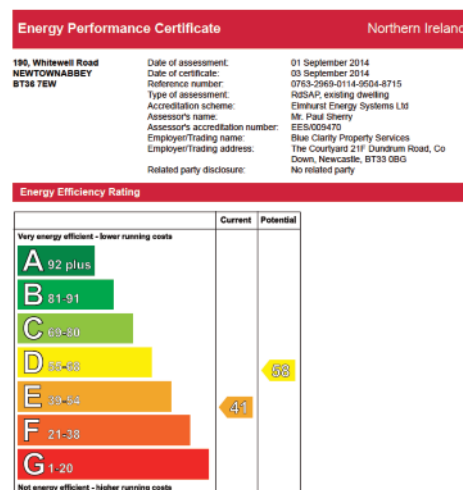 Energy Performance Certificate
Northern Ireland
190, Whitewell Road
NEWTOWNABBEY
BT36 7EW
Date of assessment: 01 September 2014
Date of certificate: 03 September 2014
Reference number: 0763-2969-0114-9504-8715
Type of assessment: RdSAP, existing dwelling
Accreditation scheme: Elmhurst Energy Systems Ltd
Assessor's name: Mr. Paul Sherry
Assessor's accreditation number: EES/009470
Employer/Trading name: Blue Clarity Property Services
Employer/Trading address: The Courtyard 21F Dundrum Road, Co
Down, Newcastle, BT33 0BG
Related party disclosure: No related party
Energy Efficiency Rating
Current Potential
Very energy efficient - lower running costs
A 92 plus
B 81-91
C 69-80
D 55-68
58
E 39-54
41
F 21-38
G 1-20
Not energy efficient - higher running costs